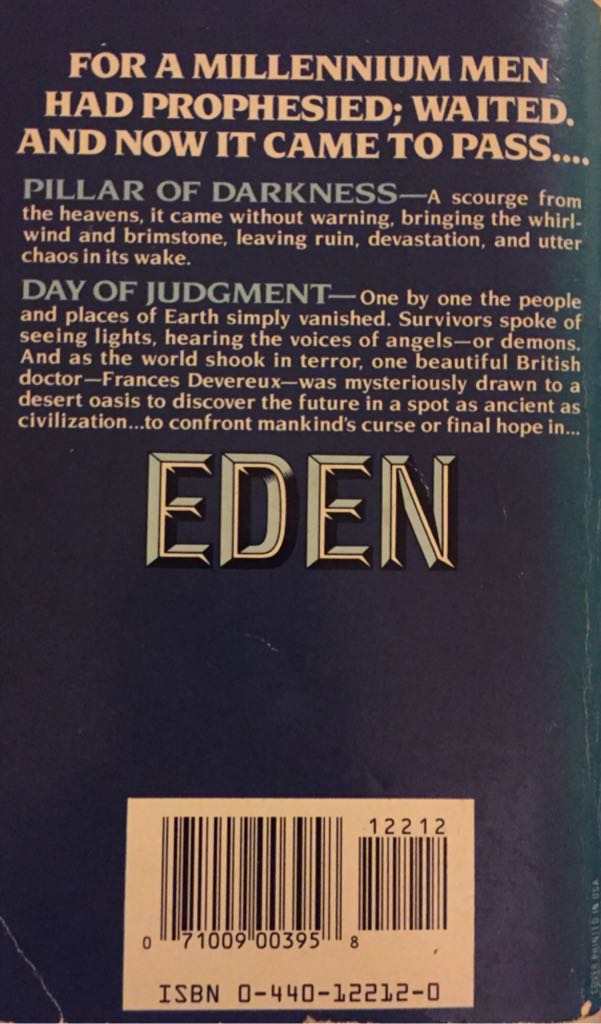 FOR A MILLENNIUM MEN
HAD PROPHESIED; WAITED.
AND NOW IT CAME TO PASS....
PILLAR OF DARKNESS—A scourge from
the heavens, it came without warning, bringing the whirl-
wind and brimstone, leaving ruin, devastation, and utter
chaos in its wake.
DAY OF JUDGMENT—One by one the people
and places of Earth simply vanished. Survivors spoke of
seeing lights, hearing the voices of angels—or demons.
And as the world shook in terror, one beautiful British
doctor—Frances Devereux—was mysteriously drawn to a
desert oasis to discover the future in a spot as ancient as
civilization...to confront mankind's curse or final hope in...
EDEN
12212
0 71009 00395 8
ISBN 0-440-12212-0
COVER PRINTED IN USA